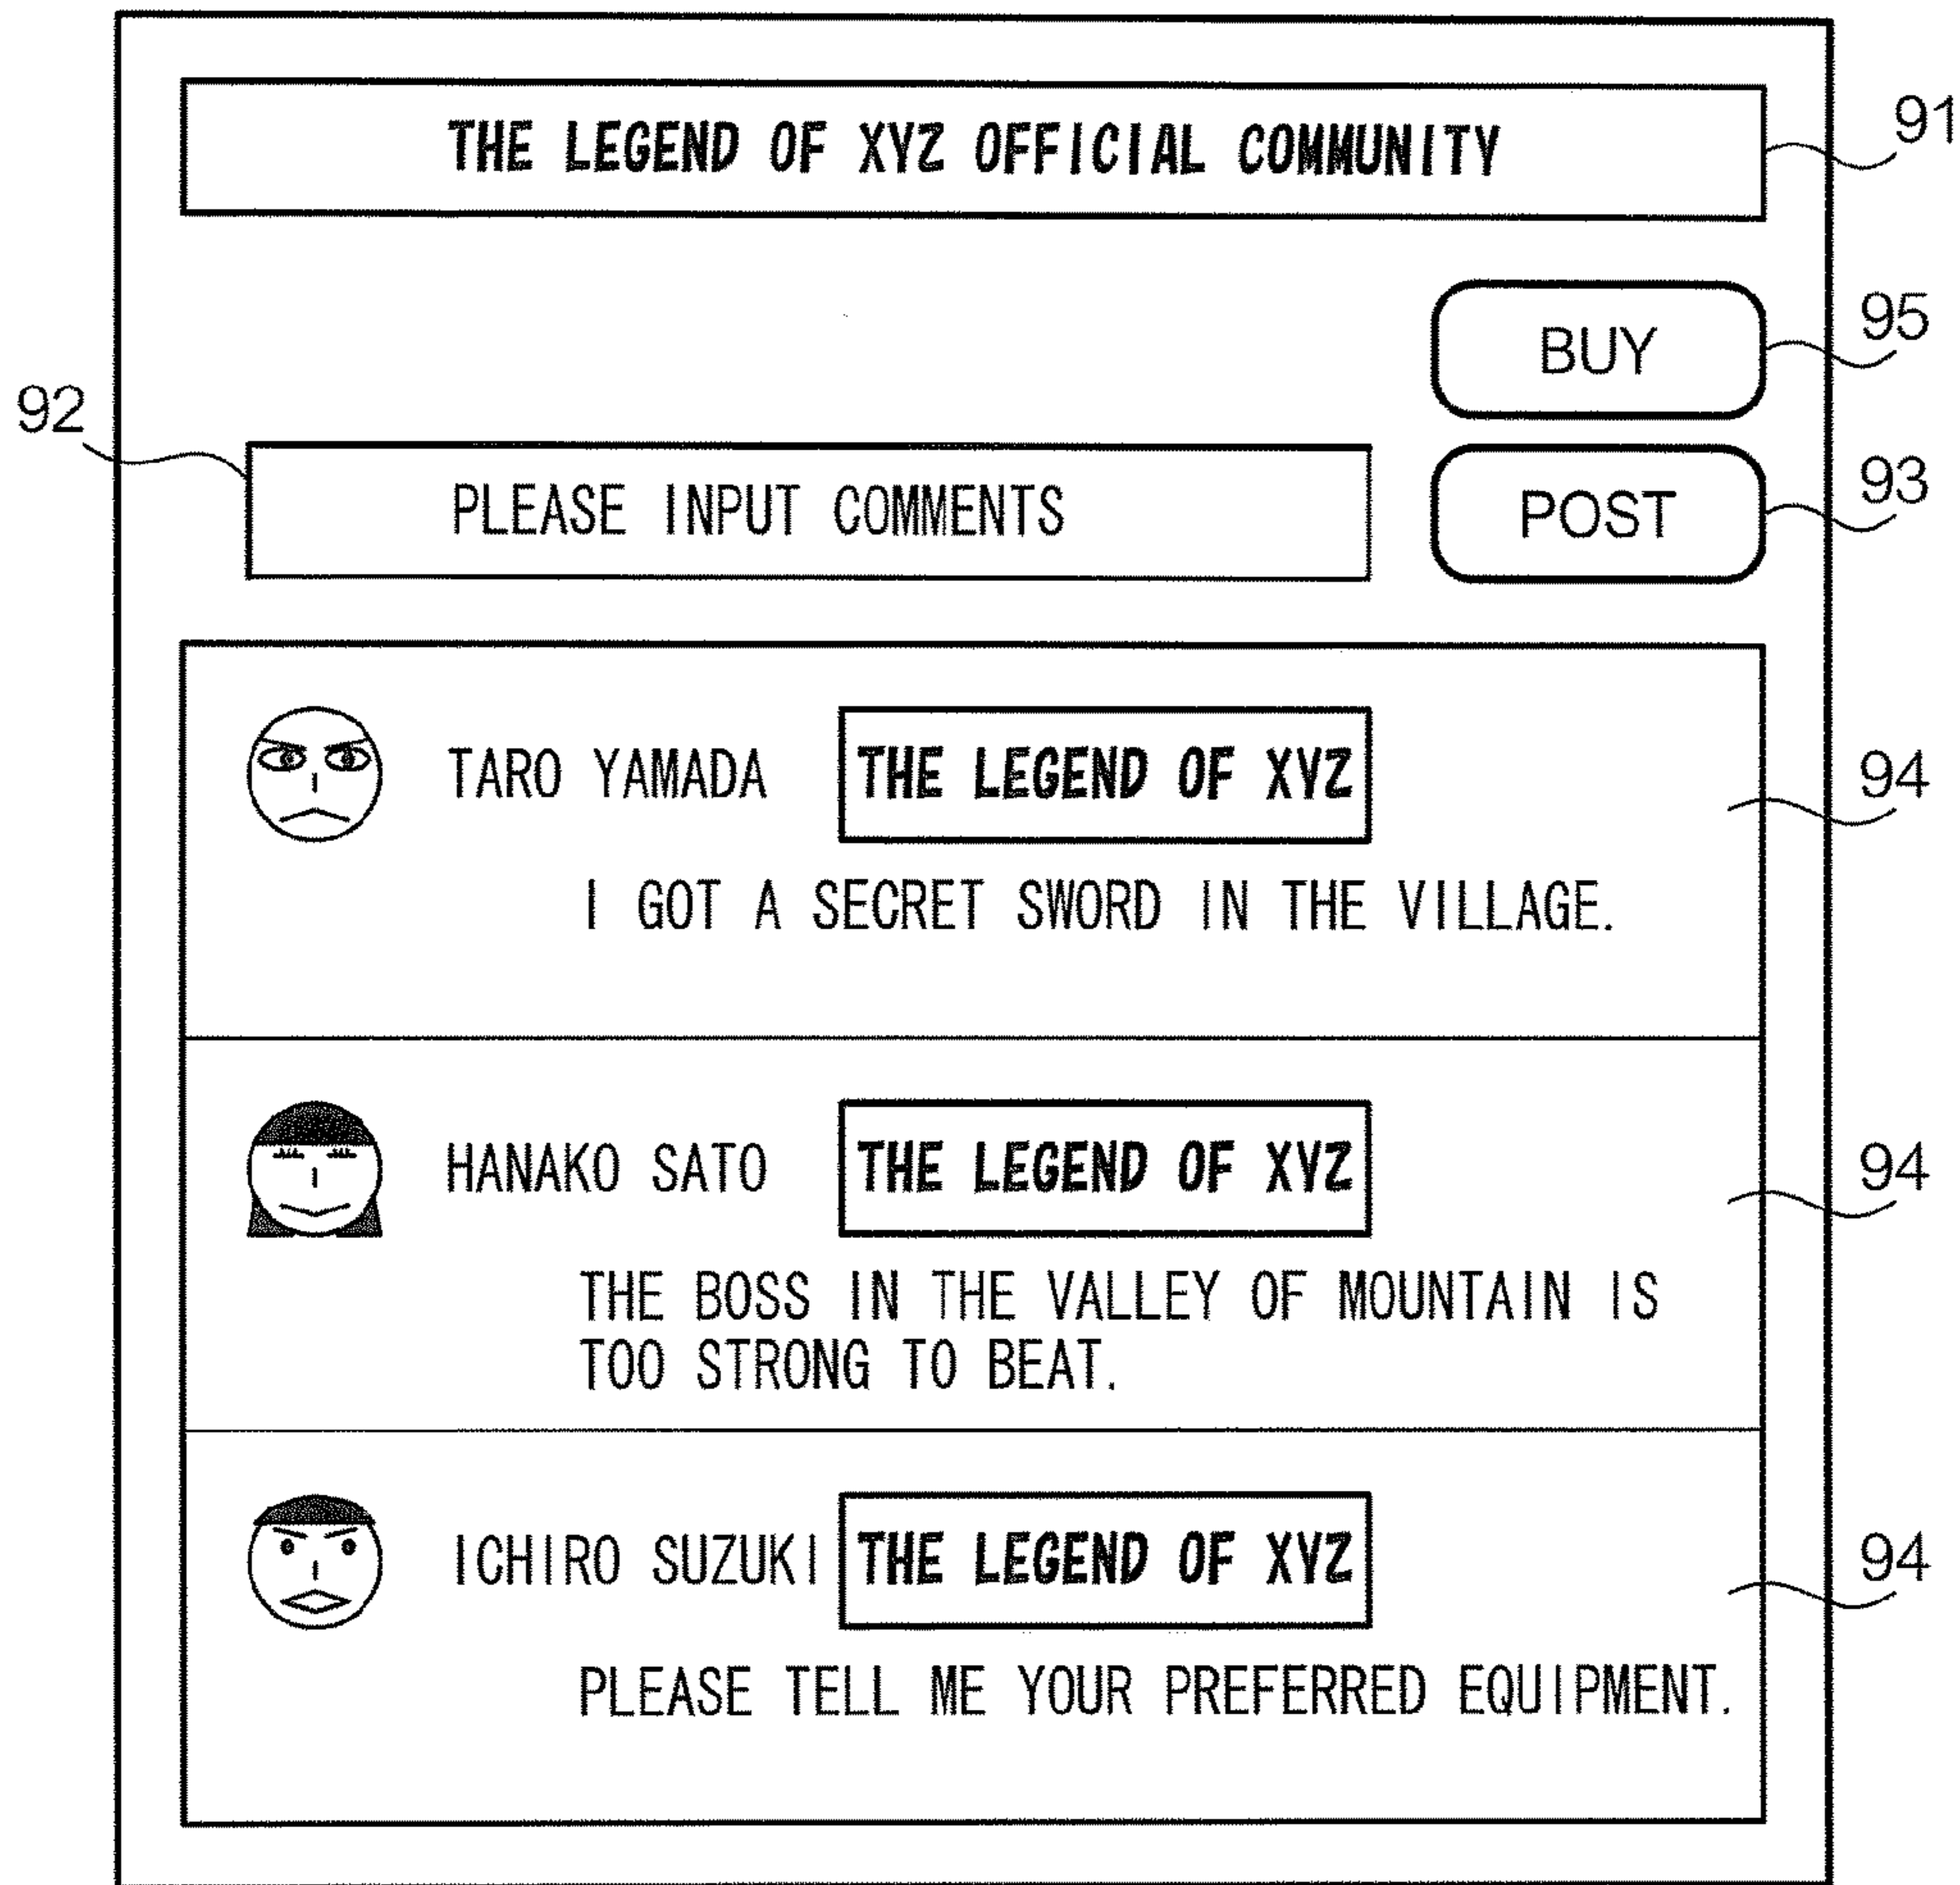 THE LEGEND OF XYZ OFFICIAL COMMUNITY
91
BUY
95
92
PLEASE INPUT COMMENTS
POST
93
TARO YAMADA
THE LEGEND OF XYZ
94
I GOT A SECRET SWORD IN THE VILLAGE.
HANAKO SATO
THE LEGEND OF XYZ
94
THE BOSS IN THE VALLEY OF MOUNTAIN IS
TOO STRONG TO BEAT.
ICHIRO SUZUKI
THE LEGEND OF XYZ
94
PLEASE TELL ME YOUR PREFERRED EQUIPMENT.